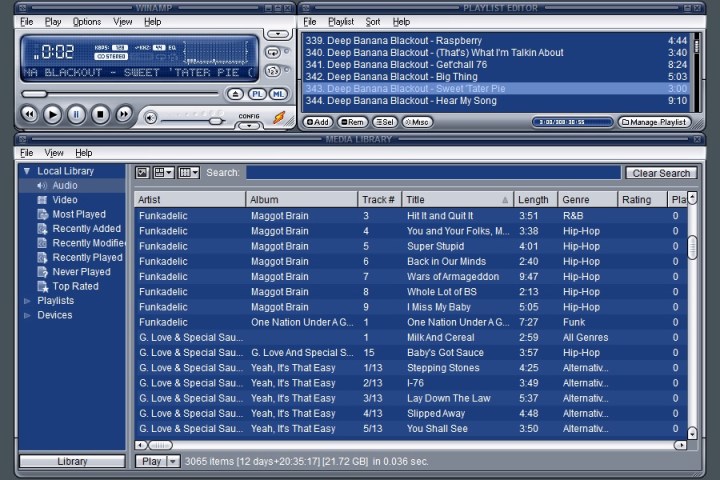 WINAMP
File Play Options View Help
0:02 KBPS: 128 KHZ: 44 EQ
STEREO
NA BLACKOUT - SWEET 'TATER PIE (
PL ML
CONFIG
PLAYLIST EDITOR
File Playlist Sort Help
339. Deep Banana Blackout - Raspberry 4:44
340. Deep Banana Blackout - (That's) What I'm Talkin About 3:40
341. Deep Banana Blackout - Getchall 76 8:24
342. Deep Banana Blackout - Big Thing 5:03
343. Deep Banana Blackout - Sweet 'Tater Pie 3:00
344. Deep Banana Blackout - Hear My Song 9:10
Add Rem Sel Misc Manage Playlist
MEDIA LIBRARY
File View Help
Local Library
Audio
Video
Most Played
Recently Added
Recently Modifie
Recently Played
Never Played
Top Rated
Playlists
Devices
Library
Search: Clear Search
Artist Album Track # Title Length Genre Rating Pla
Funkadelic Maggot Brain 3 Hit It and Quit It 3:51 R&B 0
Funkadelic Maggot Brain 4 You and Your Folks, M... 3:38 Hip-Hop 0
Funkadelic Maggot Brain 5 Super Stupid 4:01 Hip-Hop 0
Funkadelic Maggot Brain 6 Back in Our Minds 2:40 Hip-Hop 0
Funkadelic Maggot Brain 7 Wars of Armageddon 9:47 Hip-Hop 0
Funkadelic Maggot Brain 8 Whole Lot of BS 2:13 Hip-Hop 0
Funkadelic Maggot Brain 9 I Miss My Baby 5:05 Hip-Hop 0
Funkadelic One Nation Under A G... 1 One Nation Under A G... 7:27 Funk 0
G. Love & Special Sau... 1 Milk And Cereal 2:59 All Genres 0
G. Love & Special Sau... G. Love And Special S... 15 Baby's Got Sauce 3:57 Hip-Hop 0
G. Love & Special Sau... Yeah, It's That Easy 1/13 Stepping Stones 4:25 Alternativ... 0
G. Love & Special Sau... Yeah, It's That Easy 2/13 I-76 3:49 Alternativ... 0
G. Love & Special Sau... Yeah, It's That Easy 3/13 Lay Down The Law 5:37 Alternativ... 0
G. Love & Special Sau... Yeah, It's That Easy 4/13 Slipped Away 4:48 Alternativ... 0
G. Love & Special Sau... Yeah, It's That Easy 5/13 You Shall See 3:50 Alternativ... 0
Play 3065 items [12 days+20:35:17] [21.72 GB] in 0.036 sec.